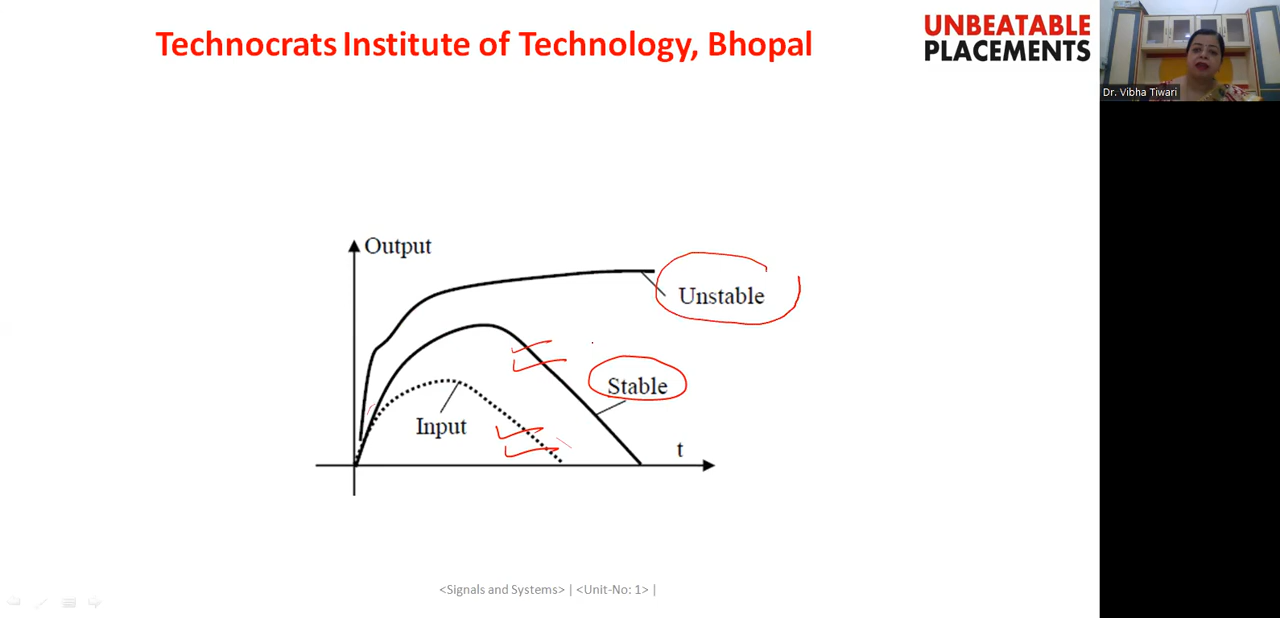 Technocrats Institute of Technology, Bhopal
UNBEATABLE
PLACEMENTS
Dr. Vibha Tiwari
Output
Unstable
Stable
Input
t
<Signals and Systems> | <Unit-No: 1> |